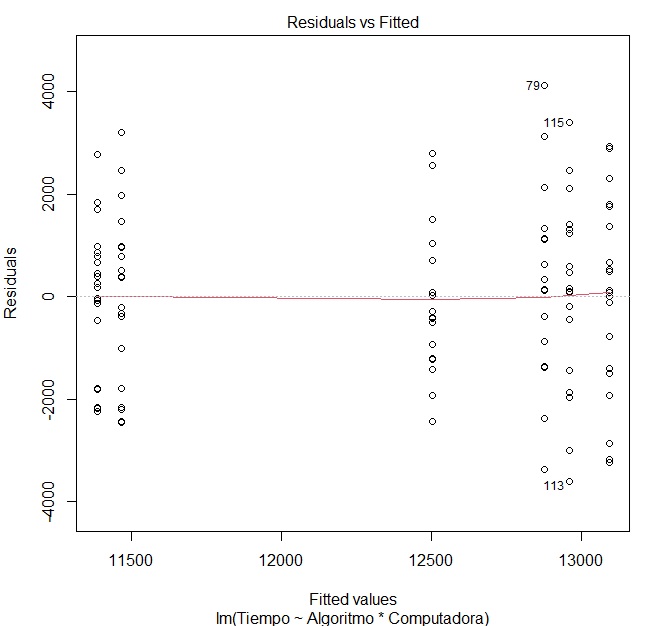 Residuals vs Fitted
Residuals
4000
2000
0
-2000
-4000
79
115
113
11500 12000 12500 13000
Fitted values
lm(Tiempo ~ Algoritmo * Computadora)